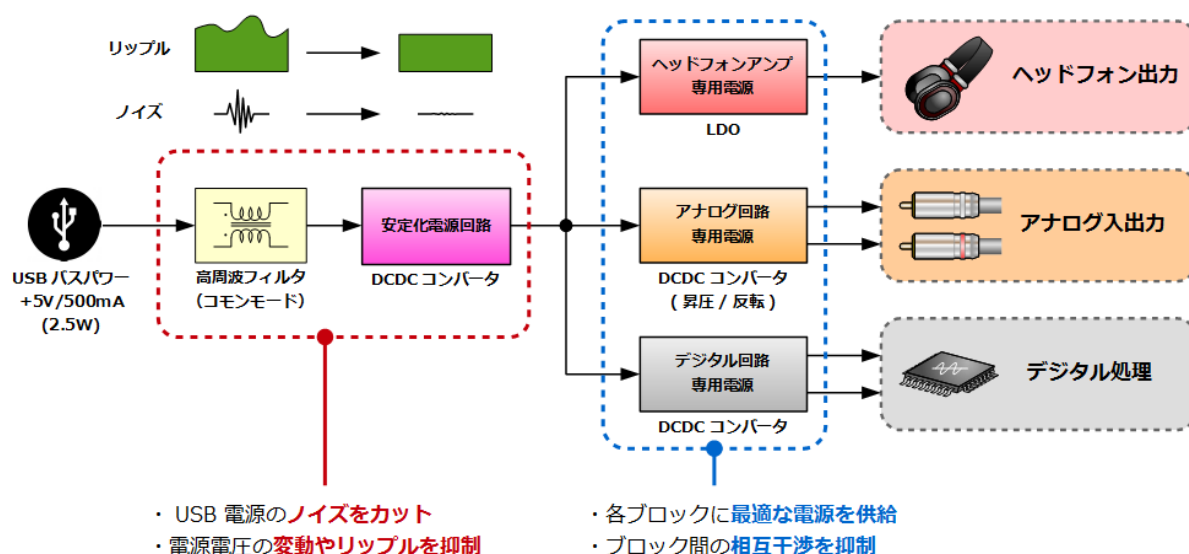 リップル
ノイズ
USB バスパワー
+5V/500mA
(2.5W)
高周波フィルタ
(コモンモード)
安定化電源回路
DCDC コンバータ
ヘッドフォンアンプ
専用電源
LDO
アナログ回路
専用電源
DCDC コンバータ
( 昇圧 / 反転 )
デジタル回路
専用電源
DCDC コンバータ
ヘッドフォン出力
アナログ入出力
デジタル処理
・ USB 電源のノイズをカット
・電源電圧の変動やリップルを抑制
・各ブロックに最適な電源を供給
・ブロック間の相互干渉を抑制